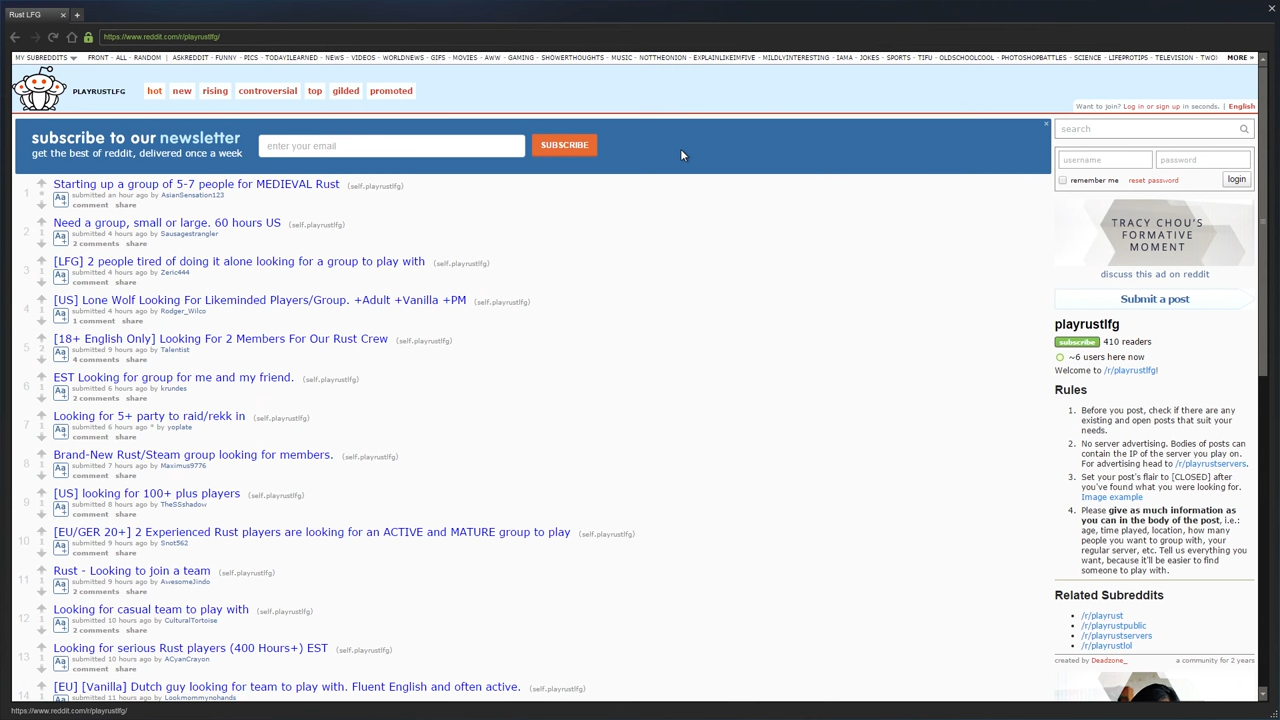 Rust LFG
https://www.reddit.com/r/playrustlfg/
MY SUBREDDITS FRONT - ALL - RANDOM | ASKREDDIT - FUNNY - PICS - TODAYILEARNED - NEWS - VIDEOS - WORLDNEWS - GIFS - MOVIES - AWW - GAMING - SHOWERTHOUGHTS - MUSIC - NOTTHEONION - EXPLAINLIKEIMFIVE - MILDLYINTERESTING - IAMA - JOKES - SPORTS - TIFU - OLDSCHOOLCOOL - PHOTOSHOPBATTLES - SCIENCE - LIFEPROTIPS - TELEVISION - TWO MORE »
PLAYRUSTLFG hot new rising controversial top gilded promoted
Want to join? Log in or sign up in seconds. | English
subscribe to our newsletter
get the best of reddit, delivered once a week
enter your email
SUBSCRIBE
1
Starting up a group of 5-7 people for MEDIEVAL Rust (self.playrustlfg)
submitted an hour ago by AsianSensation123
comment share
2
Need a group, small or large. 60 hours US (self.playrustlfg)
submitted 4 hours ago by Sausagestrangler
2 comments share
3
[LFG] 2 people tired of doing it alone looking for a group to play with (self.playrustlfg)
submitted 4 hours ago by Zeric444
comment share
4
[US] Lone Wolf Looking For Likeminded Players/Group. +Adult +Vanilla +PM (self.playrustlfg)
submitted 4 hours ago by Rodger_Wilco
1 comment share
5
[18+ English Only] Looking For 2 Members For Our Rust Crew (self.playrustlfg)
submitted 9 hours ago by Talentist
4 comments share
6
EST Looking for group for me and my friend. (self.playrustlfg)
submitted 6 hours ago by krundes
2 comments share
7
Looking for 5+ party to raid/rekk in (self.playrustlfg)
submitted 6 hours ago * by yoplate
comment share
8
Brand-New Rust/Steam group looking for members. (self.playrustlfg)
submitted 7 hours ago by Maximus9776
comment share
9
[US] looking for 100+ plus players (self.playrustlfg)
submitted 8 hours ago by TheSSshadow
comment share
10
[EU/GER 20+] 2 Experienced Rust players are looking for an ACTIVE and MATURE group to play (self.playrustlfg)
submitted 9 hours ago by Snot562
comment share
11
Rust - Looking to join a team (self.playrustlfg)
submitted 9 hours ago by AwesomeJindo
2 comments share
12
Looking for casual team to play with (self.playrustlfg)
submitted 10 hours ago by CulturalTortoise
2 comments share
13
Looking for serious Rust players (400 Hours+) EST (self.playrustlfg)
submitted 10 hours ago by ACyanCrayon
comment share
14
[EU] [Vanilla] Dutch guy looking for team to play with. Fluent English and often active. (self.playrustlfg)
submitted 11 hours ago by Lookmommynohands
search
username password
remember me reset password login
TRACY CHOU'S
FORMATIVE
MOMENT
discuss this ad on reddit
Submit a post
playrustlfg
subscribe 410 readers
~6 users here now
Welcome to /r/playrustlfg!
Rules
1. Before you post, check if there are any
existing and open posts that suit your
needs.
2. No server advertising. Bodies of posts can
contain the IP of the server you play on.
For advertising head to /r/playrustservers.
3. Set your post's flair to [CLOSED] after
you've found what you were looking for.
Image example
4. Please give as much information as
you can in the body of the post, i.e.:
age, time played, location, how many
people you want to group with, your
regular server, etc. Tell us everything you
want, because it'll be easier to find
someone to play with.
Related Subreddits
/r/playrust
/r/playrustpublic
/r/playrustservers
/r/playrustlol
created by Deadzone_ a community for 2 years
https://www.reddit.com/r/playrustlfg/